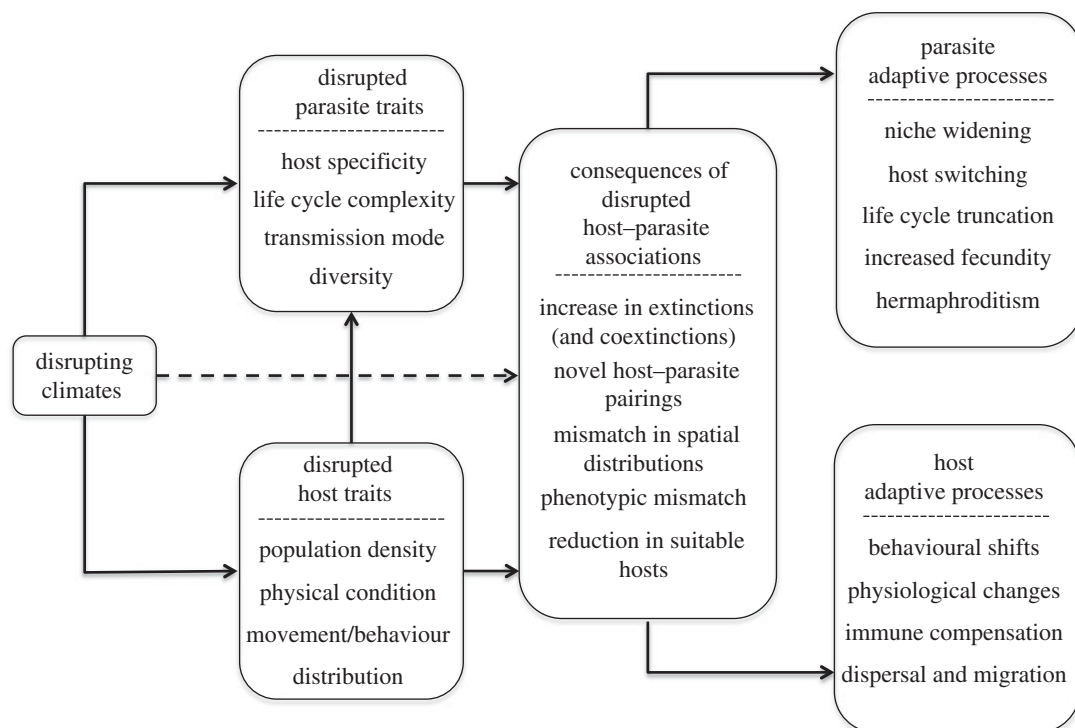 disrupting
climates
disrupted
parasite traits
host specificity
life cycle complexity
transmission mode
diversity
disrupted
host traits
population density
physical condition
movement/behaviour
distribution
consequences of
disrupted
host–parasite
associations
increase in extinctions
(and coextinctions)
novel host–parasite
pairings
mismatch in spatial
distributions
phenotypic mismatch
reduction in suitable
hosts
parasite
adaptive processes
niche widening
host switching
life cycle truncation
increased fecundity
hermaphroditism
host
adaptive processes
behavioural shifts
physiological changes
immune compensation
dispersal and migration